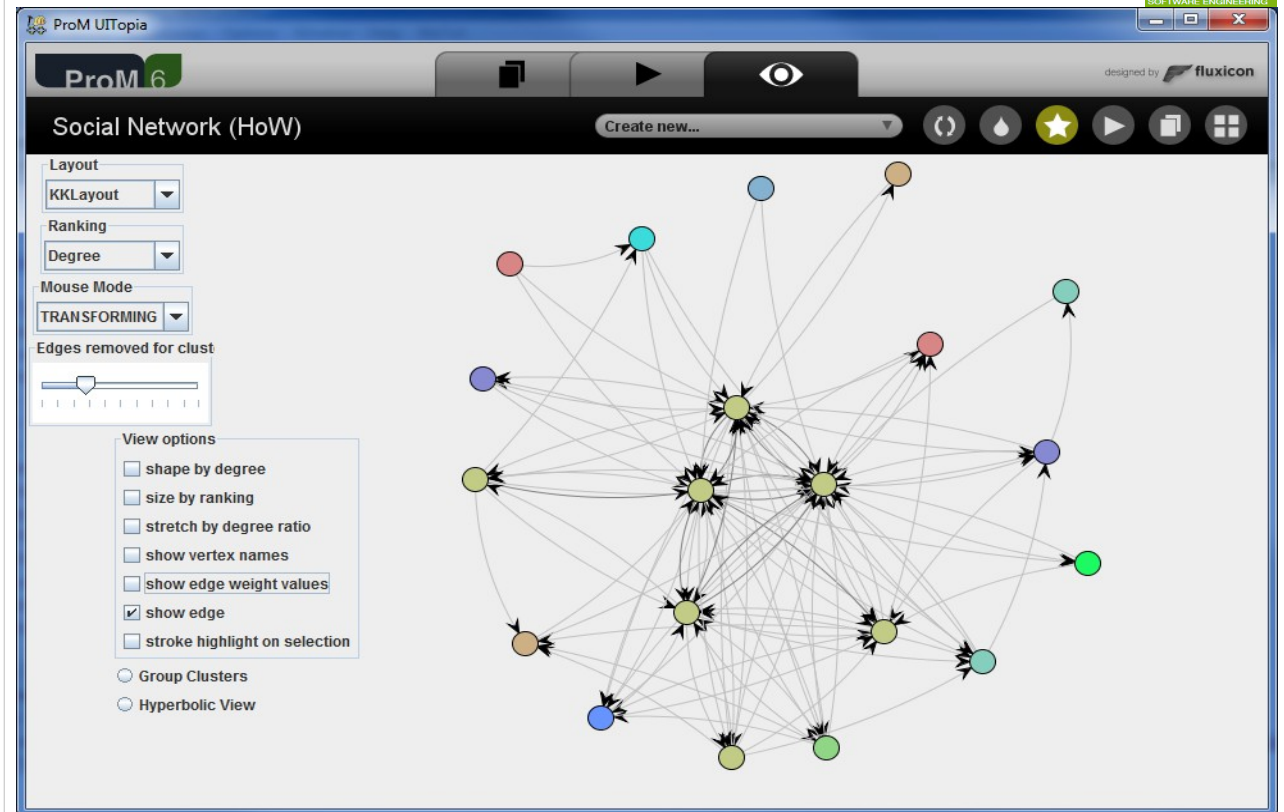 SOFTWARE ENGINEERING
ProM UITopia
ProM 6
designed by fluxicon
Social Network (HoW)
Create new...
Layout
KKLayout
Ranking
Degree
Mouse Mode
TRANSFORMING
Edges removed for clust
View options
shape by degree
size by ranking
stretch by degree ratio
show vertex names
show edge weight values
show edge
stroke highlight on selection
Group Clusters
Hyperbolic View